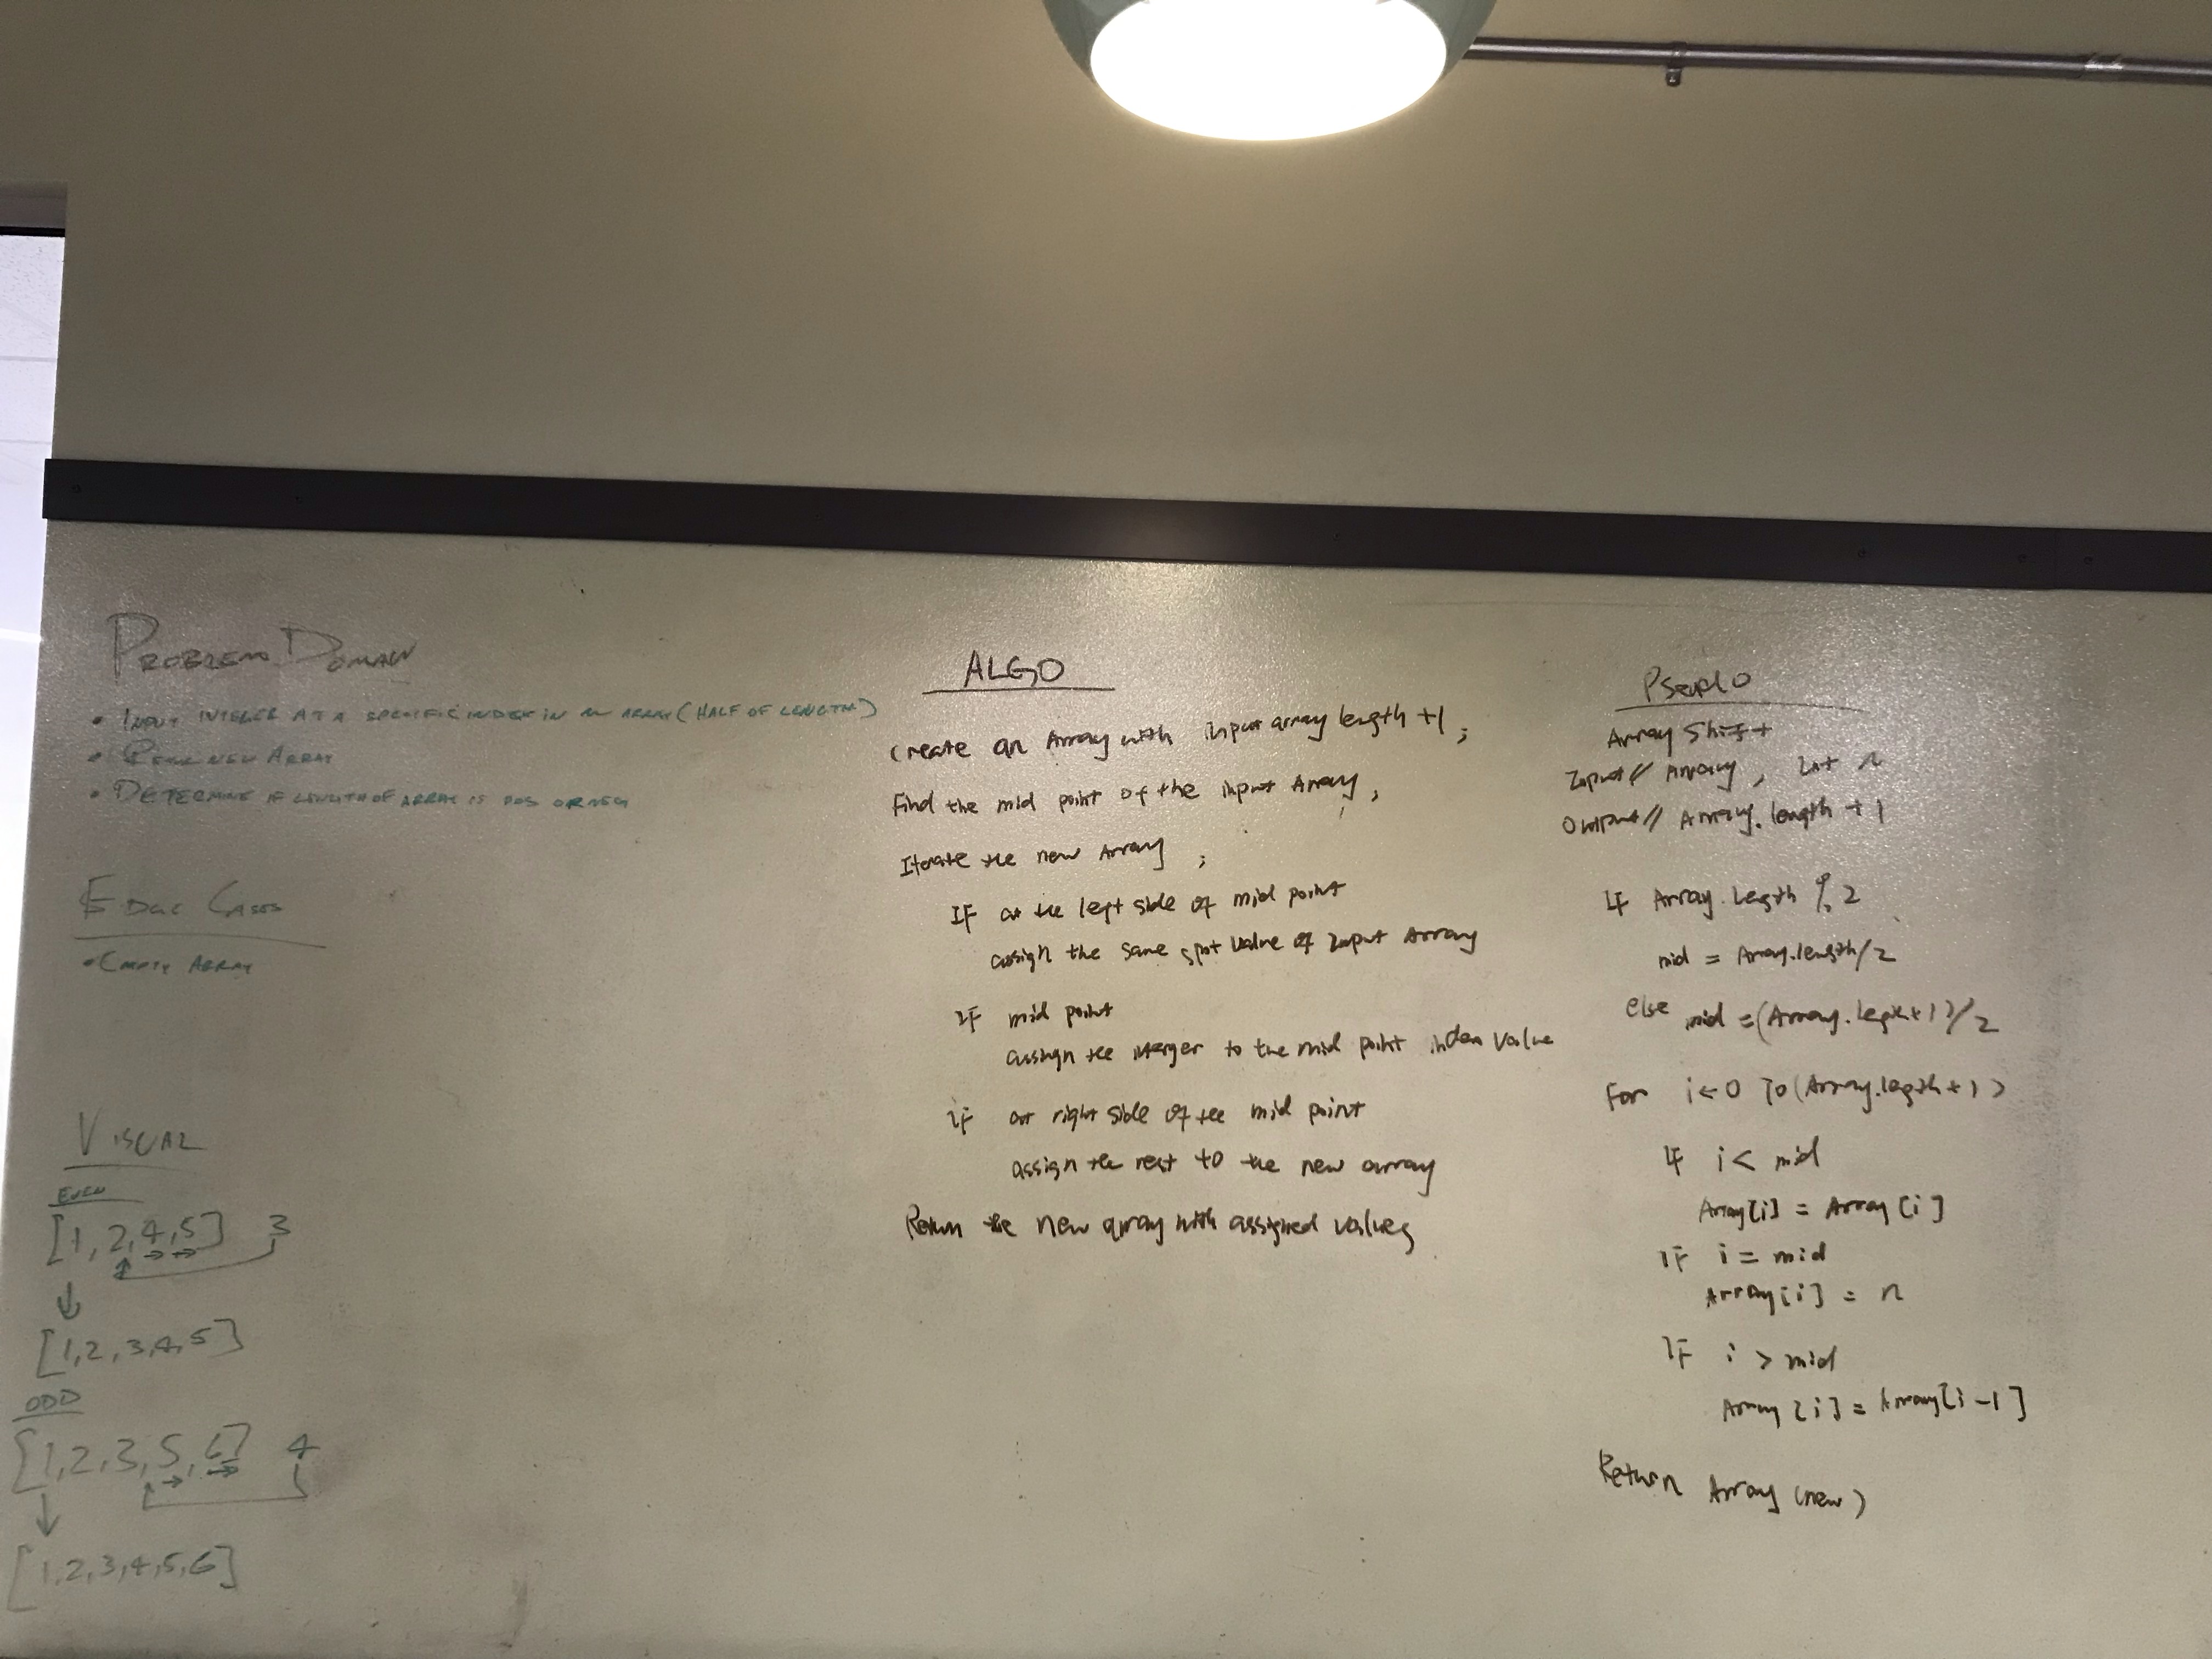 PROBLEM DOMAIN
• INPUT INTEGER AT A SPECIFIC INDEX IN AN ARRAY (HALF OF LENGTH)
• RETURN NEW ARRAY
• DETERMINE IF LENGTH OF ARRAY IS POS OR NEG
EDGE CASES
• EMPTY ARRAY
VISUAL
EVEN
[1, 2, 4, 5] 3
[1, 2, 3, 4, 5]
ODD
[1, 2, 3, 5, 6] 4
[1, 2, 3, 4, 5, 6]
ALGO
create an Array with input array length +1;
Find the mid point of the input Array;
Iterate the new Array;
IF at the left side of mid point
assign the same spot value of Input Array
IF mid point
assign the interger to the mid point index value
IF at right side of the mid point
assign the rest to the new array
Return the new array with assigned values
PSEUDO
Array Shift
Input// Array, Int n
Output// Array.length + 1
IF Array.Length % 2
mid = Array.length/2
else mid = (Array.length+1)/2
For i ← 0 To (Array.length + 1)
IF i < mid
Array[i] = Array[i]
IF i = mid
Array[i] = n
IF i > mid
Array[i] = Array[i-1]
Return Array (new)